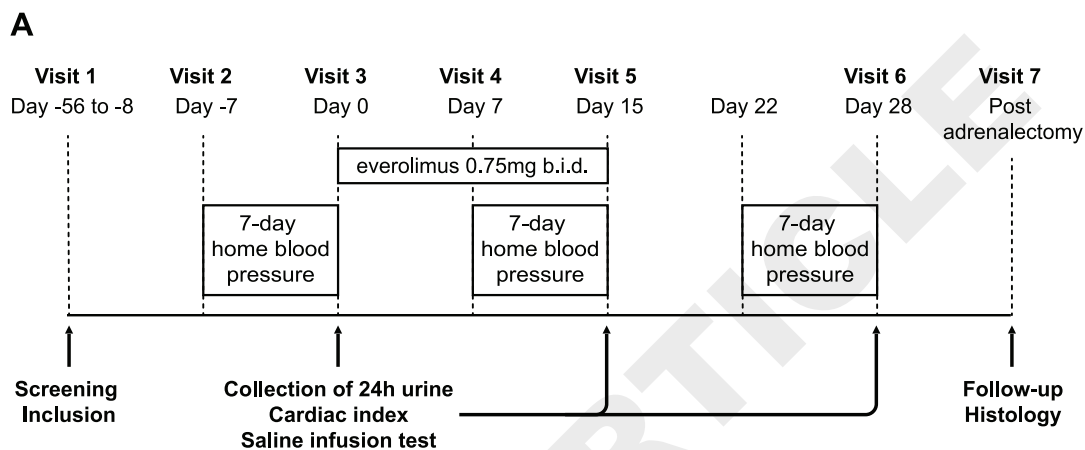 A
Visit 1 Visit 2 Visit 3 Visit 4 Visit 5 Visit 6 Visit 7
Day -56 to -8 Day -7 Day 0 Day 7 Day 15 Day 22 Day 28 Post
adrenalectomy
everolimus 0.75mg b.i.d.
7-day
home blood
pressure
7-day
home blood
pressure
7-day
home blood
pressure
Screening
Inclusion
Collection of 24h urine
Cardiac index
Saline infusion test
Follow-up
Histology
RTICLE